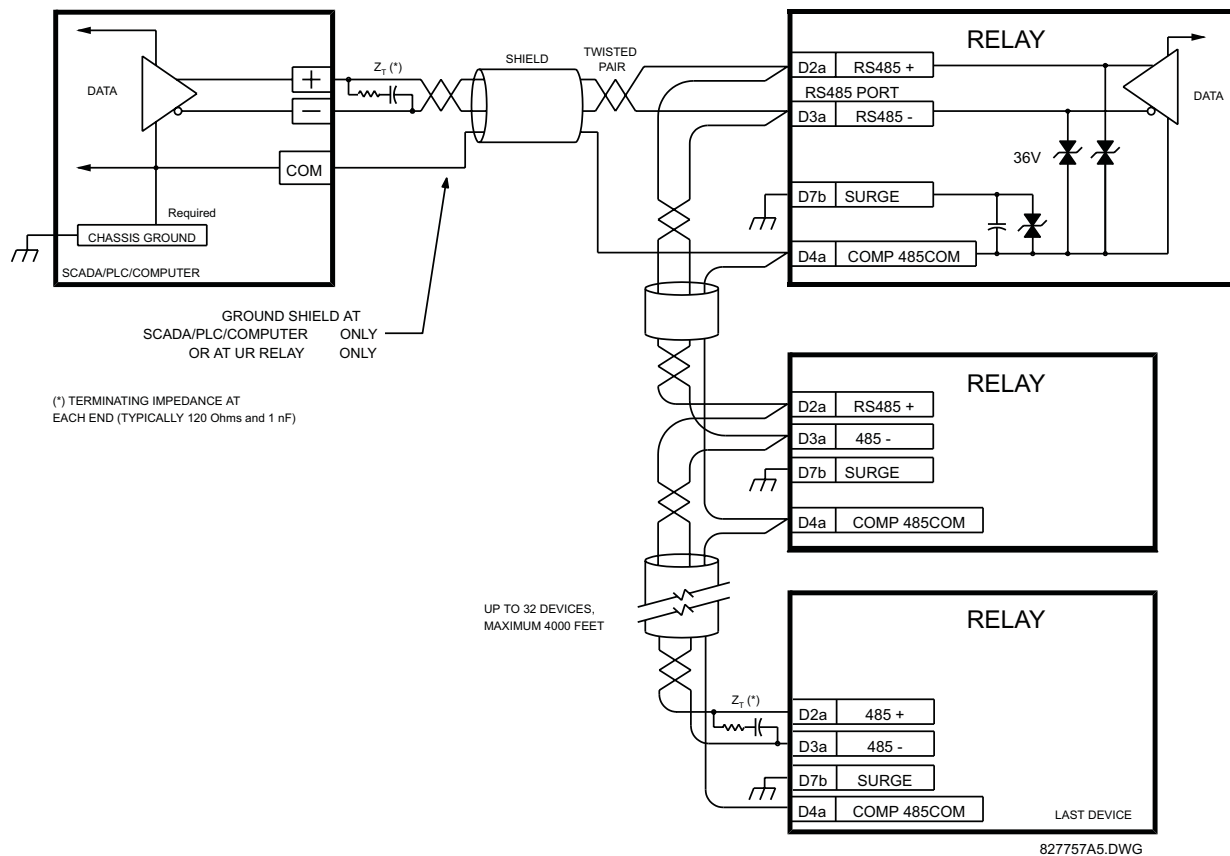 DATA
+
−
COM
Required
CHASSIS GROUND
SCADA/PLC/COMPUTER
Z_T (*)
SHIELD
TWISTED
PAIR
GROUND SHIELD AT
SCADA/PLC/COMPUTER ONLY
OR AT UR RELAY ONLY
(*) TERMINATING IMPEDANCE AT
EACH END (TYPICALLY 120 Ohms and 1 nF)
RELAY
D2a RS485 +
RS485 PORT
D3a RS485 -
DATA
36V
D7b SURGE
D4a COMP 485COM
RELAY
D2a RS485 +
D3a 485 -
D7b SURGE
D4a COMP 485COM
UP TO 32 DEVICES,
MAXIMUM 4000 FEET
Z_T (*)
RELAY
D2a 485 +
D3a 485 -
D7b SURGE
D4a COMP 485COM
LAST DEVICE
827757A5.DWG